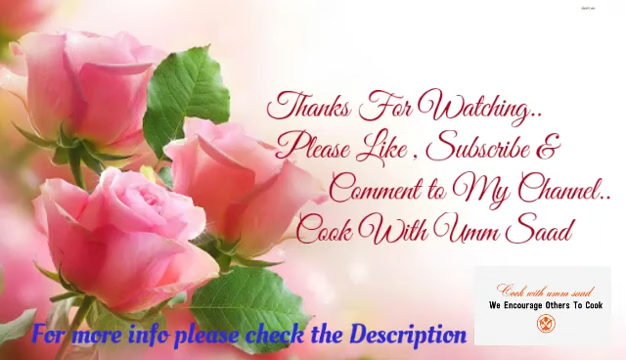 Thanks For Watching..
Please Like , Subscribe &
Comment to My Channel..
Cook With Umm Saad
Cook with umm saad
We Encourage Others To Cook
For more info please check the Description